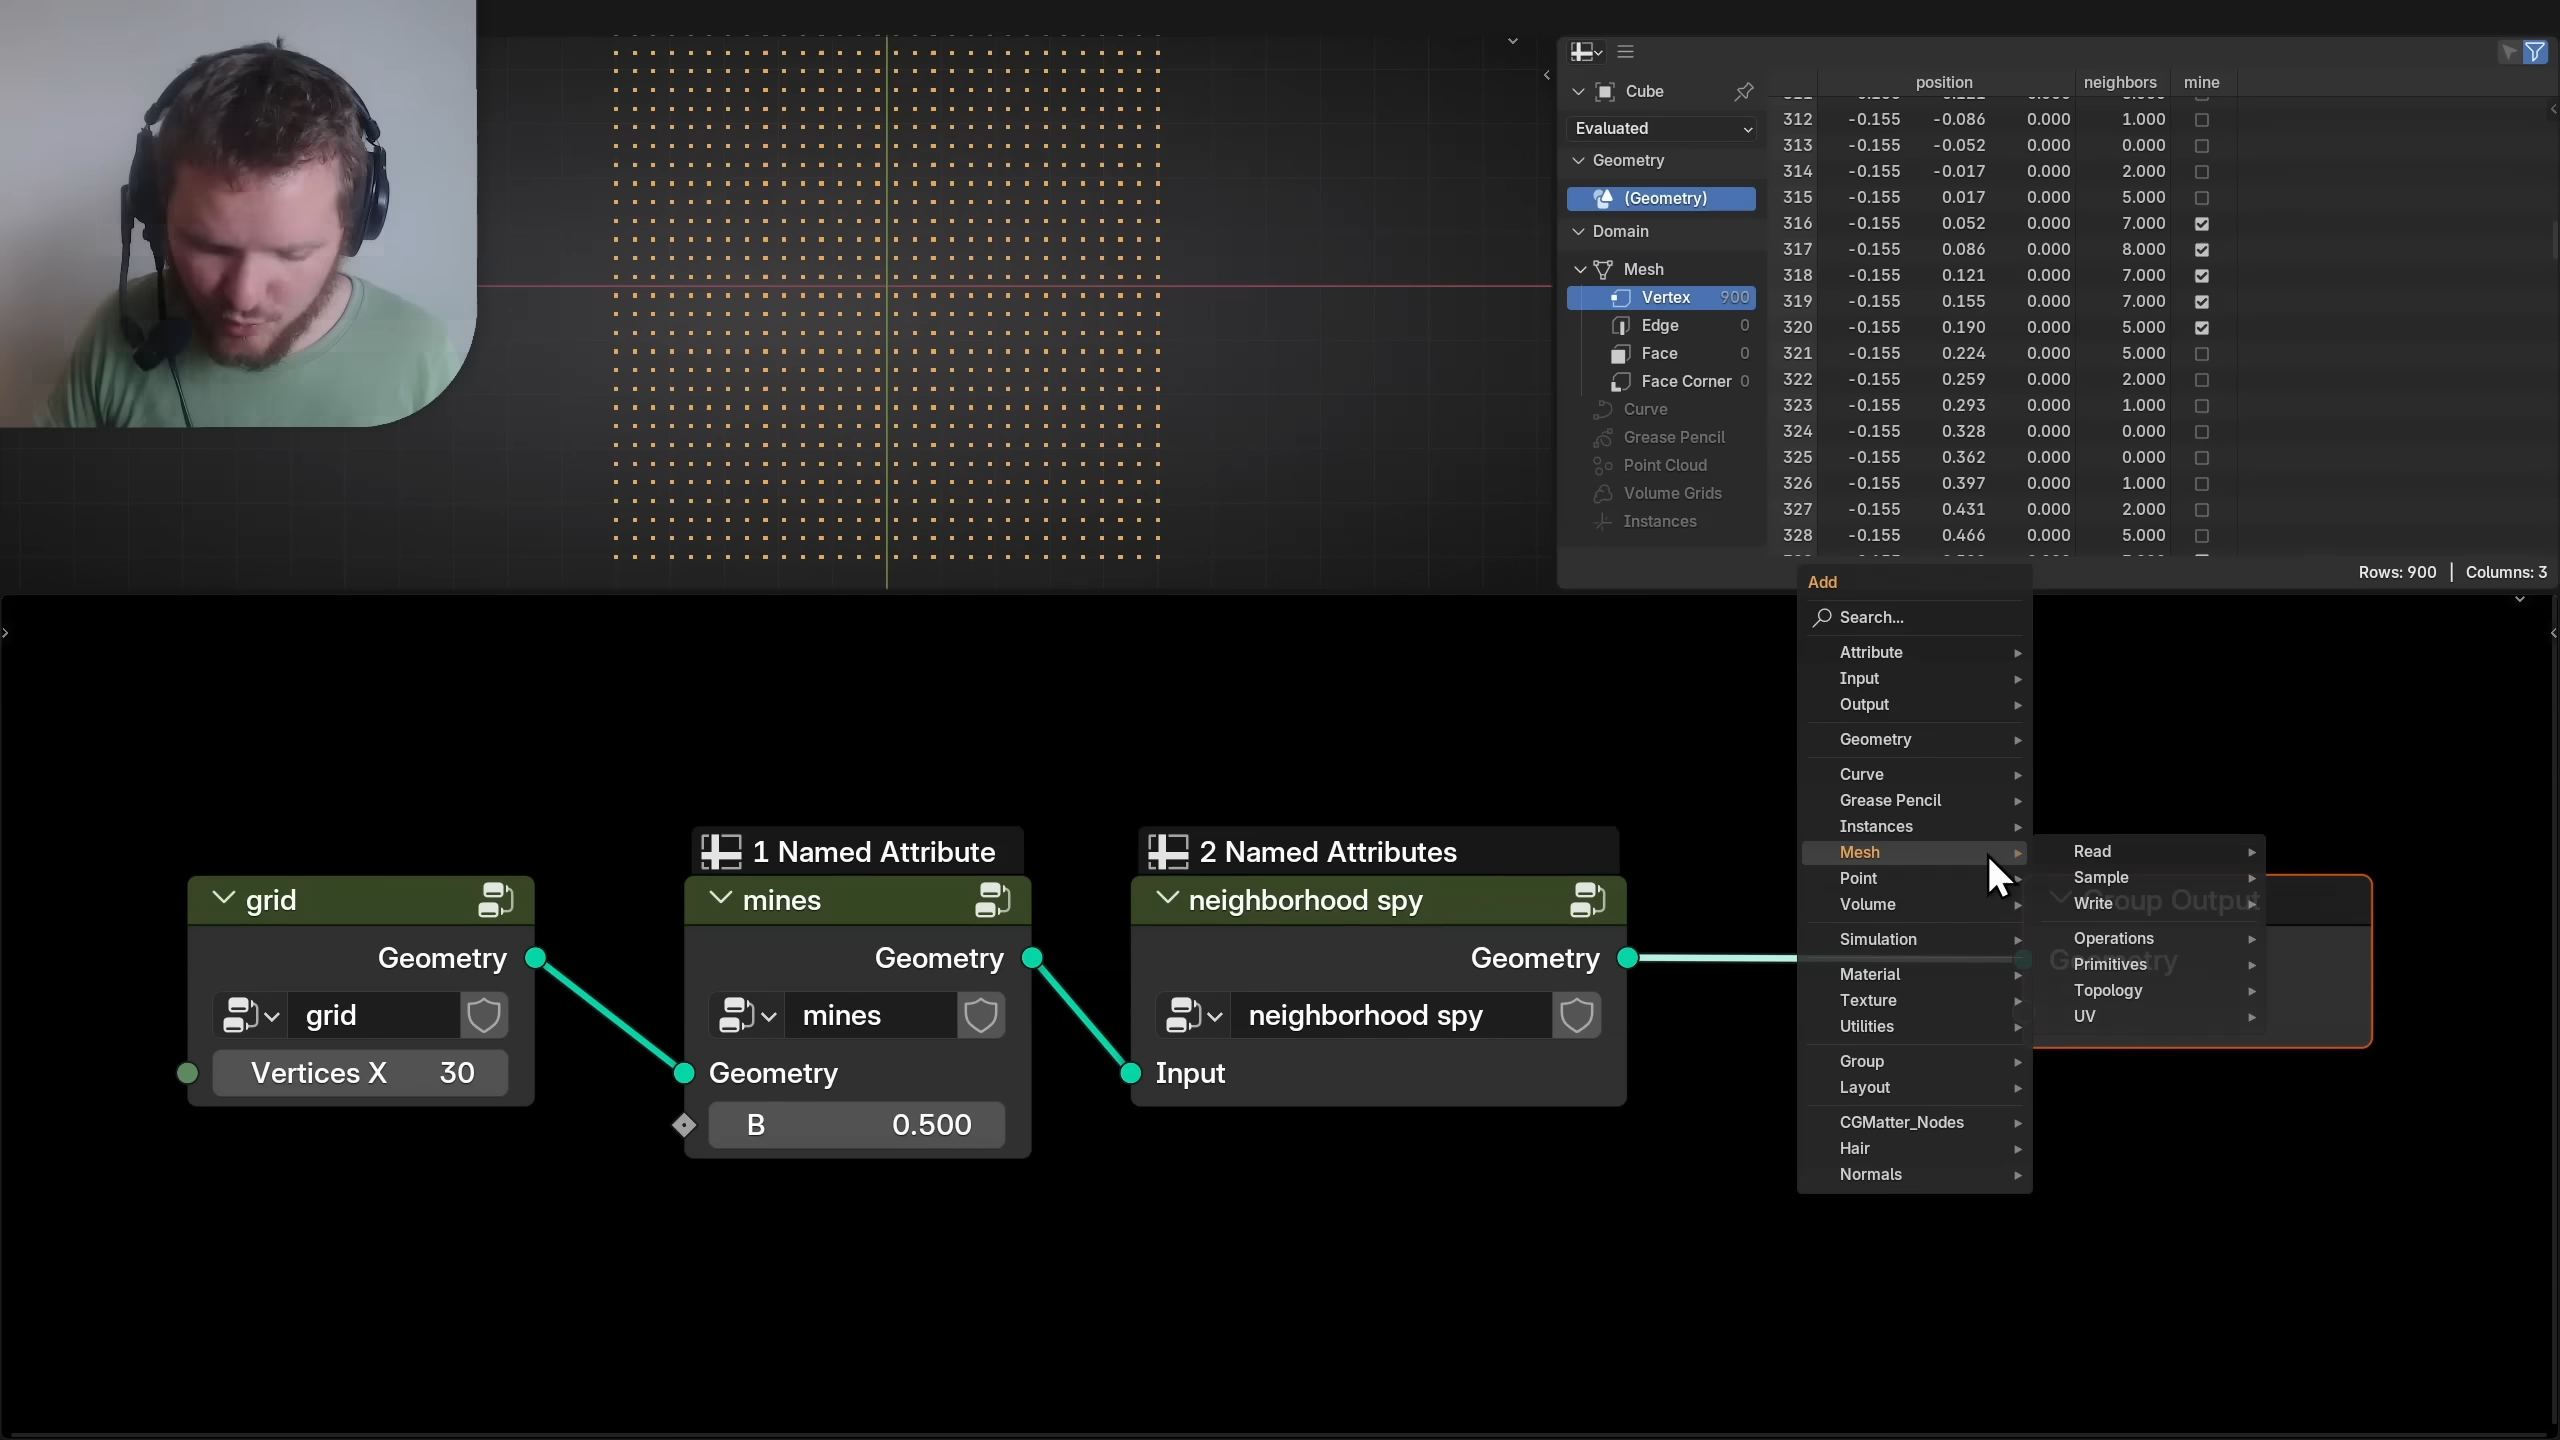 Cube
Evaluated
Geometry
(Geometry)
Domain
Mesh
Vertex 900
Edge 0
Face 0
Face Corner 0
Curve
Grease Pencil
Point Cloud
Volume Grids
Instances
position neighbors mine
312 -0.155 -0.086 0.000 1.000
313 -0.155 -0.052 0.000 0.000
314 -0.155 -0.017 0.000 2.000
315 -0.155 0.017 0.000 5.000
316 -0.155 0.052 0.000 7.000
317 -0.155 0.086 0.000 8.000
318 -0.155 0.121 0.000 7.000
319 -0.155 0.155 0.000 7.000
320 -0.155 0.190 0.000 5.000
321 -0.155 0.224 0.000 5.000
322 -0.155 0.259 0.000 2.000
323 -0.155 0.293 0.000 1.000
324 -0.155 0.328 0.000 0.000
325 -0.155 0.362 0.000 0.000
326 -0.155 0.397 0.000 1.000
327 -0.155 0.431 0.000 2.000
328 -0.155 0.466 0.000 5.000
Rows: 900 | Columns: 3
grid
Geometry
grid
Vertices X 30
1 Named Attribute
mines
Geometry
mines
Geometry
B 0.500
2 Named Attributes
neighborhood spy
Geometry
neighborhood spy
Input
Add
Search...
Attribute
Input
Output
Geometry
Curve
Grease Pencil
Instances
Mesh
Point
Volume
Simulation
Material
Texture
Utilities
Group
Layout
CGMatter_Nodes
Hair
Normals
Read
Sample
Write
Operations
Primitives
Topology
UV
Output
Geometry